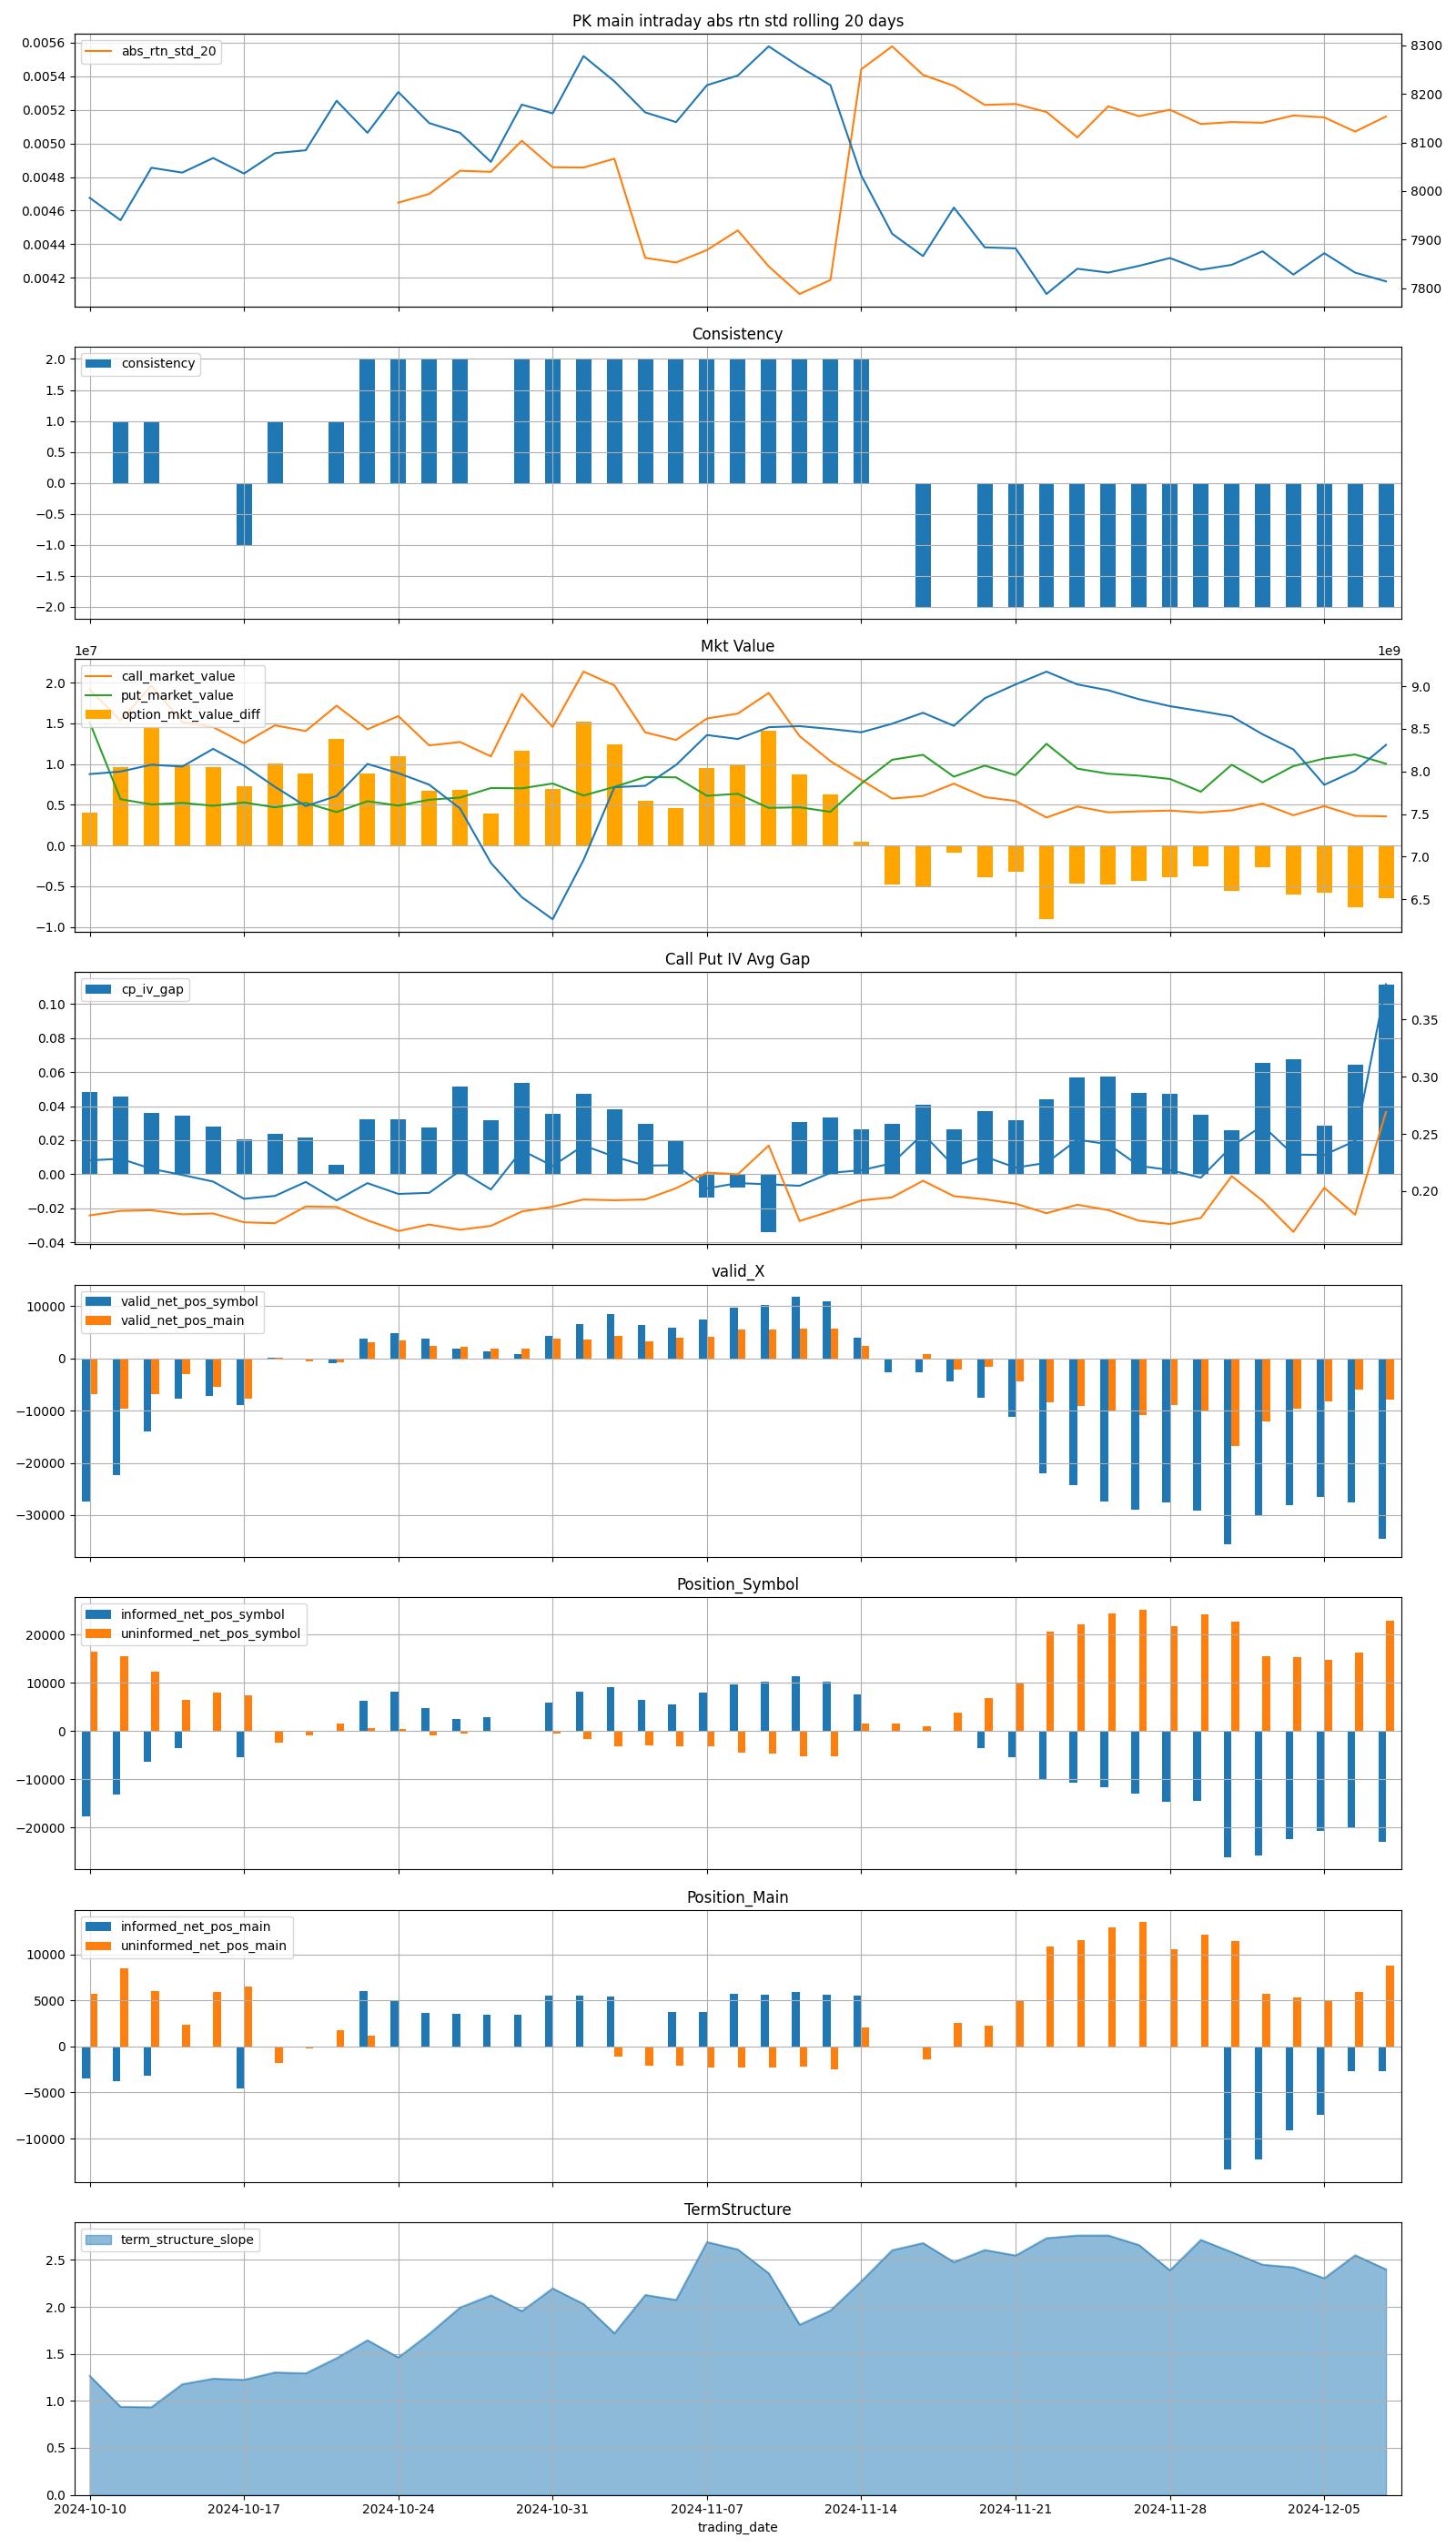 PK main intraday abs rtn std rolling 20 days
abs_rtn_std_20
0.0056
0.0054
0.0052
0.0050
0.0048
0.0046
0.0044
0.0042
8300
8200
8100
8000
7900
7800
Consistency
consistency
2.0
1.5
1.0
0.5
0.0
−0.5
−1.0
−1.5
−2.0
Mkt Value
1e7
1e9
call_market_value
put_market_value
option_mkt_value_diff
2.0
1.5
1.0
0.5
0.0
−0.5
−1.0
9.0
8.5
8.0
7.5
7.0
6.5
Call Put IV Avg Gap
cp_iv_gap
0.10
0.08
0.06
0.04
0.02
0.00
−0.02
−0.04
0.35
0.30
0.25
0.20
valid_X
valid_net_pos_symbol
valid_net_pos_main
10000
0
−10000
−20000
−30000
Position_Symbol
informed_net_pos_symbol
uninformed_net_pos_symbol
20000
10000
0
−10000
−20000
Position_Main
informed_net_pos_main
uninformed_net_pos_main
10000
5000
0
−5000
−10000
TermStructure
term_structure_slope
2.5
2.0
1.5
1.0
0.5
0.0
2024-10-10 2024-10-17 2024-10-24 2024-10-31 2024-11-07 2024-11-14 2024-11-21 2024-11-28 2024-12-05
trading_date